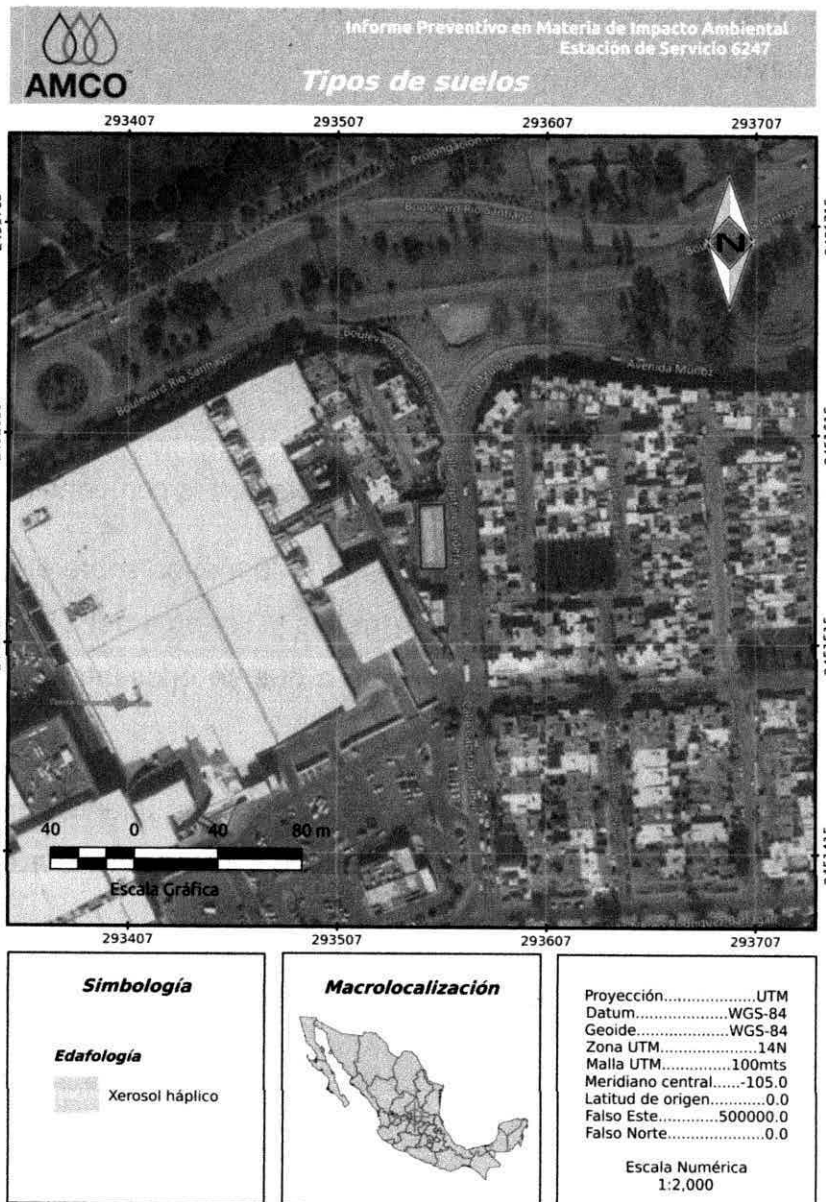 AMCO
Informe Preventivo en Materia de Impacto Ambiental
Estación de Servicio 6247
Tipos de suelos
293407 293507 293607 293707
Prolongación
Boulevard Río Santiago
Santiago
N
Boulevard Río Santiago
Boulevard
Avenida Muñoz
40 0 40 80 m
Escala Gráfica
293407 293507 293607 293707
Simbología
Edafología
Xerosol háplico
Macrolocalización
Proyección..................UTM
Datum..................WGS-84
Geoide..................WGS-84
Zona UTM..................14N
Malla UTM..................100mts
Meridiano central......-105.0
Latitud de origen...........0.0
Falso Este............500000.0
Falso Norte..................0.0
Escala Numérica
1:2,000